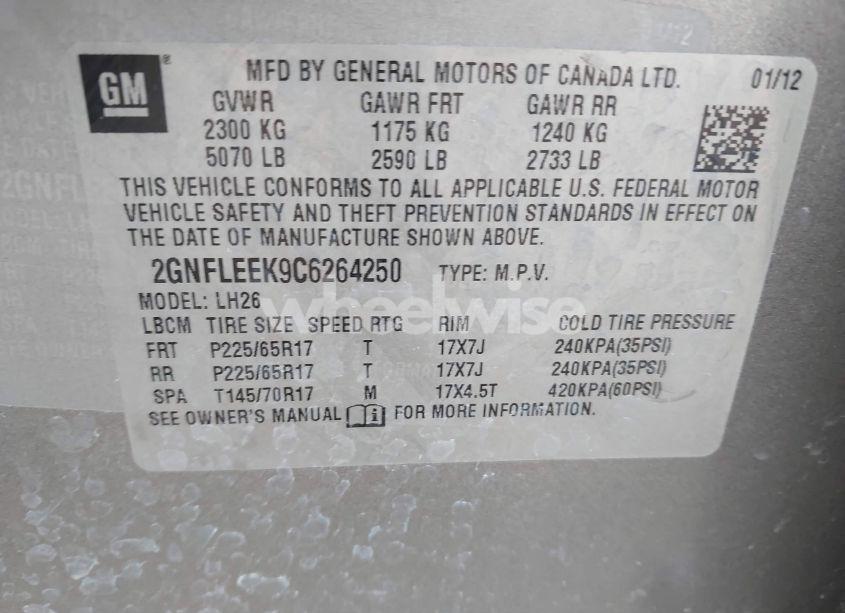 GM
MFD BY GENERAL MOTORS OF CANADA LTD. 01/12
GVWR GAWR FRT GAWR RR
2300 KG 1175 KG 1240 KG
5070 LB 2590 LB 2733 LB
THIS VEHICLE CONFORMS TO ALL APPLICABLE U.S. FEDERAL MOTOR
VEHICLE SAFETY AND THEFT PREVENTION STANDARDS IN EFFECT ON
THE DATE OF MANUFACTURE SHOWN ABOVE.
2GNFLEEK9C6264250 TYPE: M.P.V.
MODEL: LH26
wheelwise
LBCM TIRE SIZE SPEED RTG RIM COLD TIRE PRESSURE
FRT P225/65R17 T 17X7J 240KPA(35PSI)
RR P225/65R17 T 17X7J 240KPA(35PSI)
SPA T145/70R17 M 17X4.5T 420KPA(60PSI)
SEE OWNER'S MANUAL i FOR MORE INFORMATION.